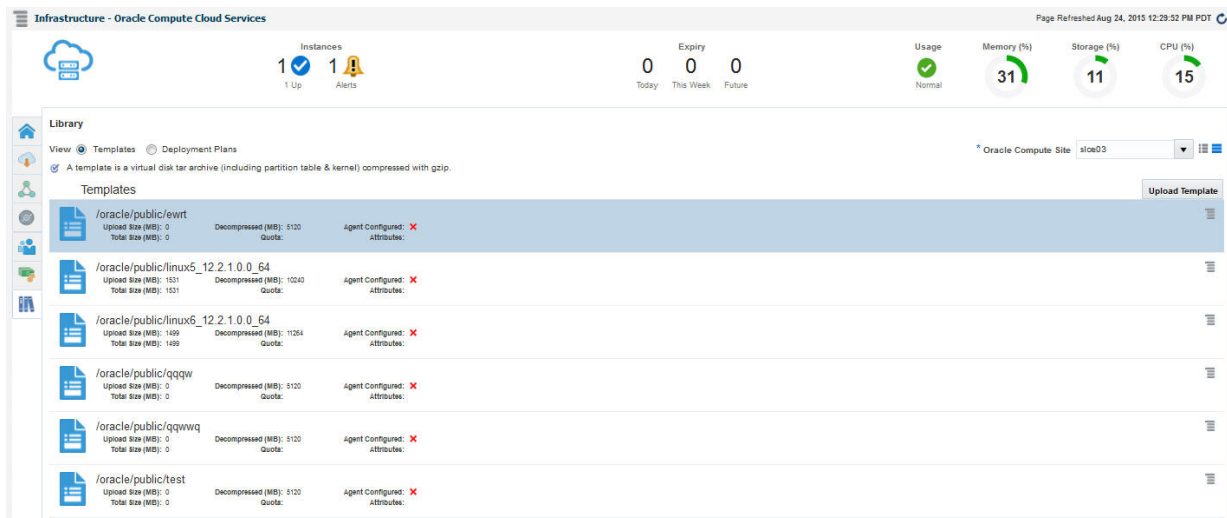 Infrastructure - Oracle Compute Cloud Services
Page Refreshed Aug 24, 2015 12:29:52 PM PDT
Instances
1 1
1 Up Alerts
Expiry
0 0 0
Today This Week Future
Usage
Normal
Memory (%)
31
Storage (%)
11
CPU (%)
15
Library
View Templates Deployment Plans
* Oracle Compute Site slce03
A template is a virtual disk tar archive (including partition table & kernel) compressed with gzip.
Templates
Upload Template
/oracle/public/ewrt
Upload Size (MB): 0 Decompressed (MB): 5120 Agent Configured:
Total Size (MB): 0 Quota: Attributes:
/oracle/public/linux5_12.2.1.0.0_64
Upload Size (MB): 1531 Decompressed (MB): 10240 Agent Configured:
Total Size (MB): 1531 Quota: Attributes:
/oracle/public/linux6_12.2.1.0.0_64
Upload Size (MB): 1499 Decompressed (MB): 11264 Agent Configured:
Total Size (MB): 1499 Quota: Attributes:
/oracle/public/qqqw
Upload Size (MB): 0 Decompressed (MB): 5120 Agent Configured:
Total Size (MB): 0 Quota: Attributes:
/oracle/public/qqwwq
Upload Size (MB): 0 Decompressed (MB): 5120 Agent Configured:
Total Size (MB): 0 Quota: Attributes:
/oracle/public/test
Upload Size (MB): 0 Decompressed (MB): 5120 Agent Configured:
Total Size (MB): 0 Quota: Attributes: